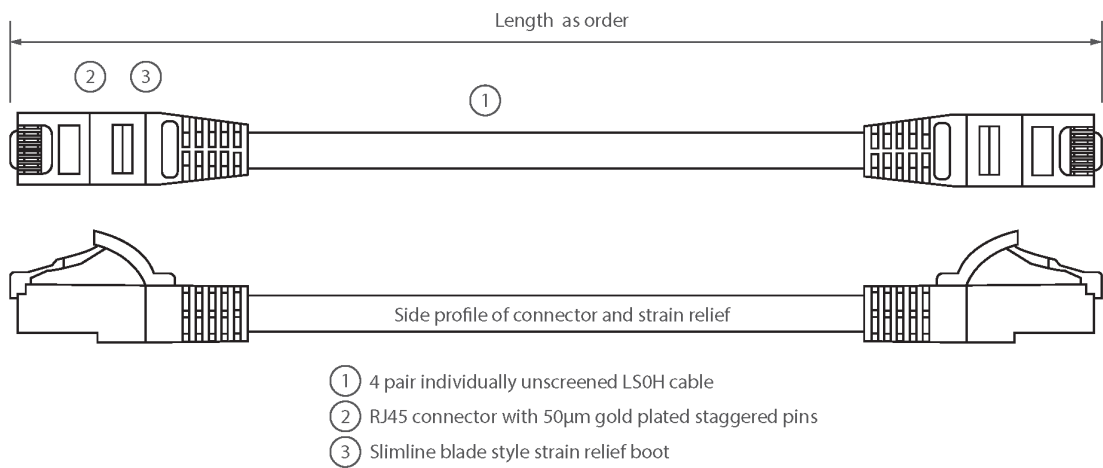 Length as order
2 3
1
Side profile of connector and strain relief
1 4 pair individually unscreened LS0H cable
2 RJ45 connector with 50μm gold plated staggered pins
3 Slimline blade style strain relief boot